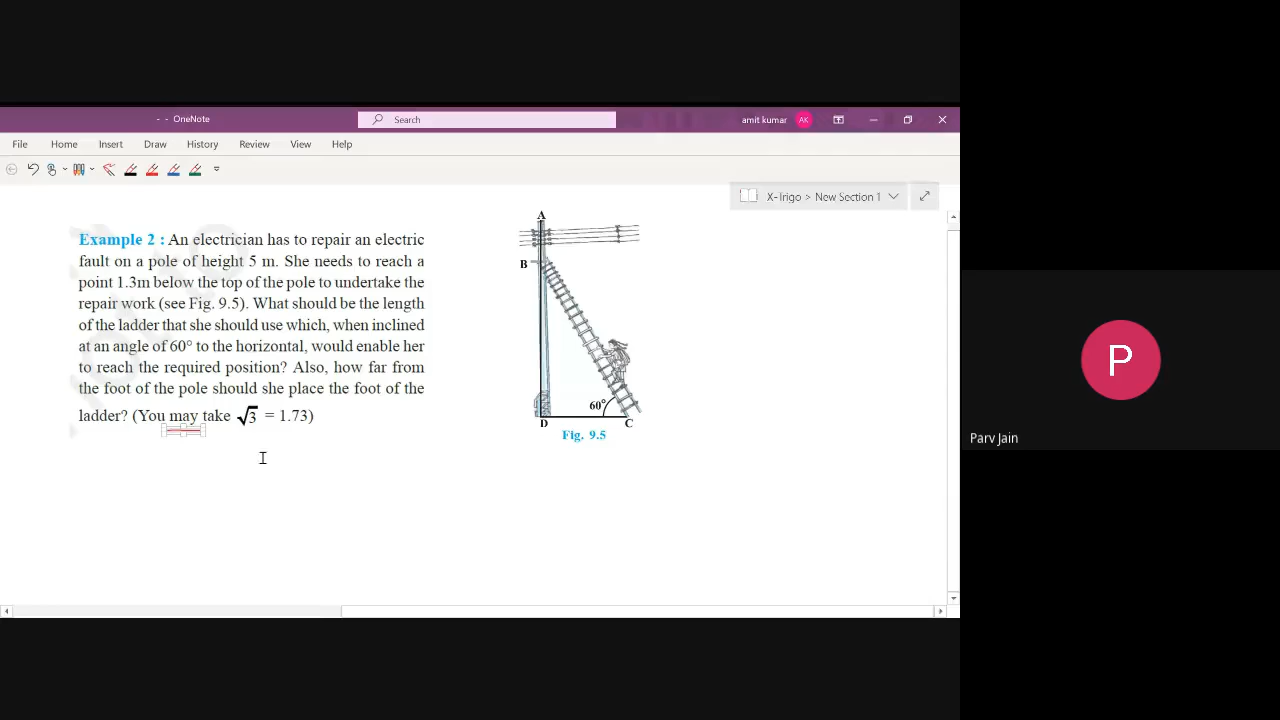 - - OneNote
Search
amit kumar
AK
File Home Insert Draw History Review View Help
X-Trigo > New Section 1
Example 2 : An electrician has to repair an electric
fault on a pole of height 5 m. She needs to reach a
point 1.3m below the top of the pole to undertake the
repair work (see Fig. 9.5). What should be the length
of the ladder that she should use which, when inclined
at an angle of 60° to the horizontal, would enable her
to reach the required position? Also, how far from
the foot of the pole should she place the foot of the
ladder? (You may take √3 = 1.73)
A
B
60°
D
C
Fig. 9.5
P
Parv Jain